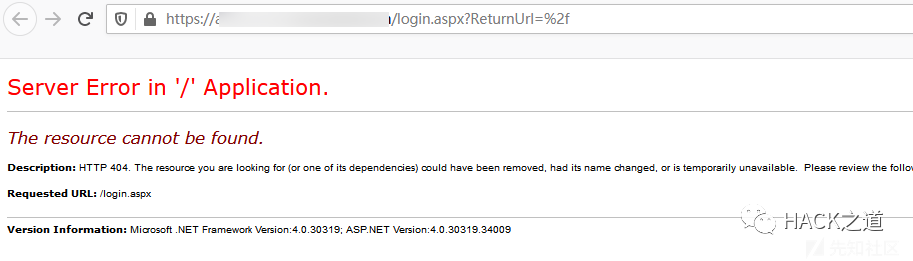 https://a /login.aspx?ReturnUrl=%2f
Server Error in '/' Application.
The resource cannot be found.
Description: HTTP 404. The resource you are looking for (or one of its dependencies) could have been removed, had its name changed, or is temporarily unavailable. Please review the follow
Requested URL: /login.aspx
Version Information: Microsoft .NET Framework Version:4.0.30319; ASP.NET Version:4.0.30319.34009
HACK之道
先知社区